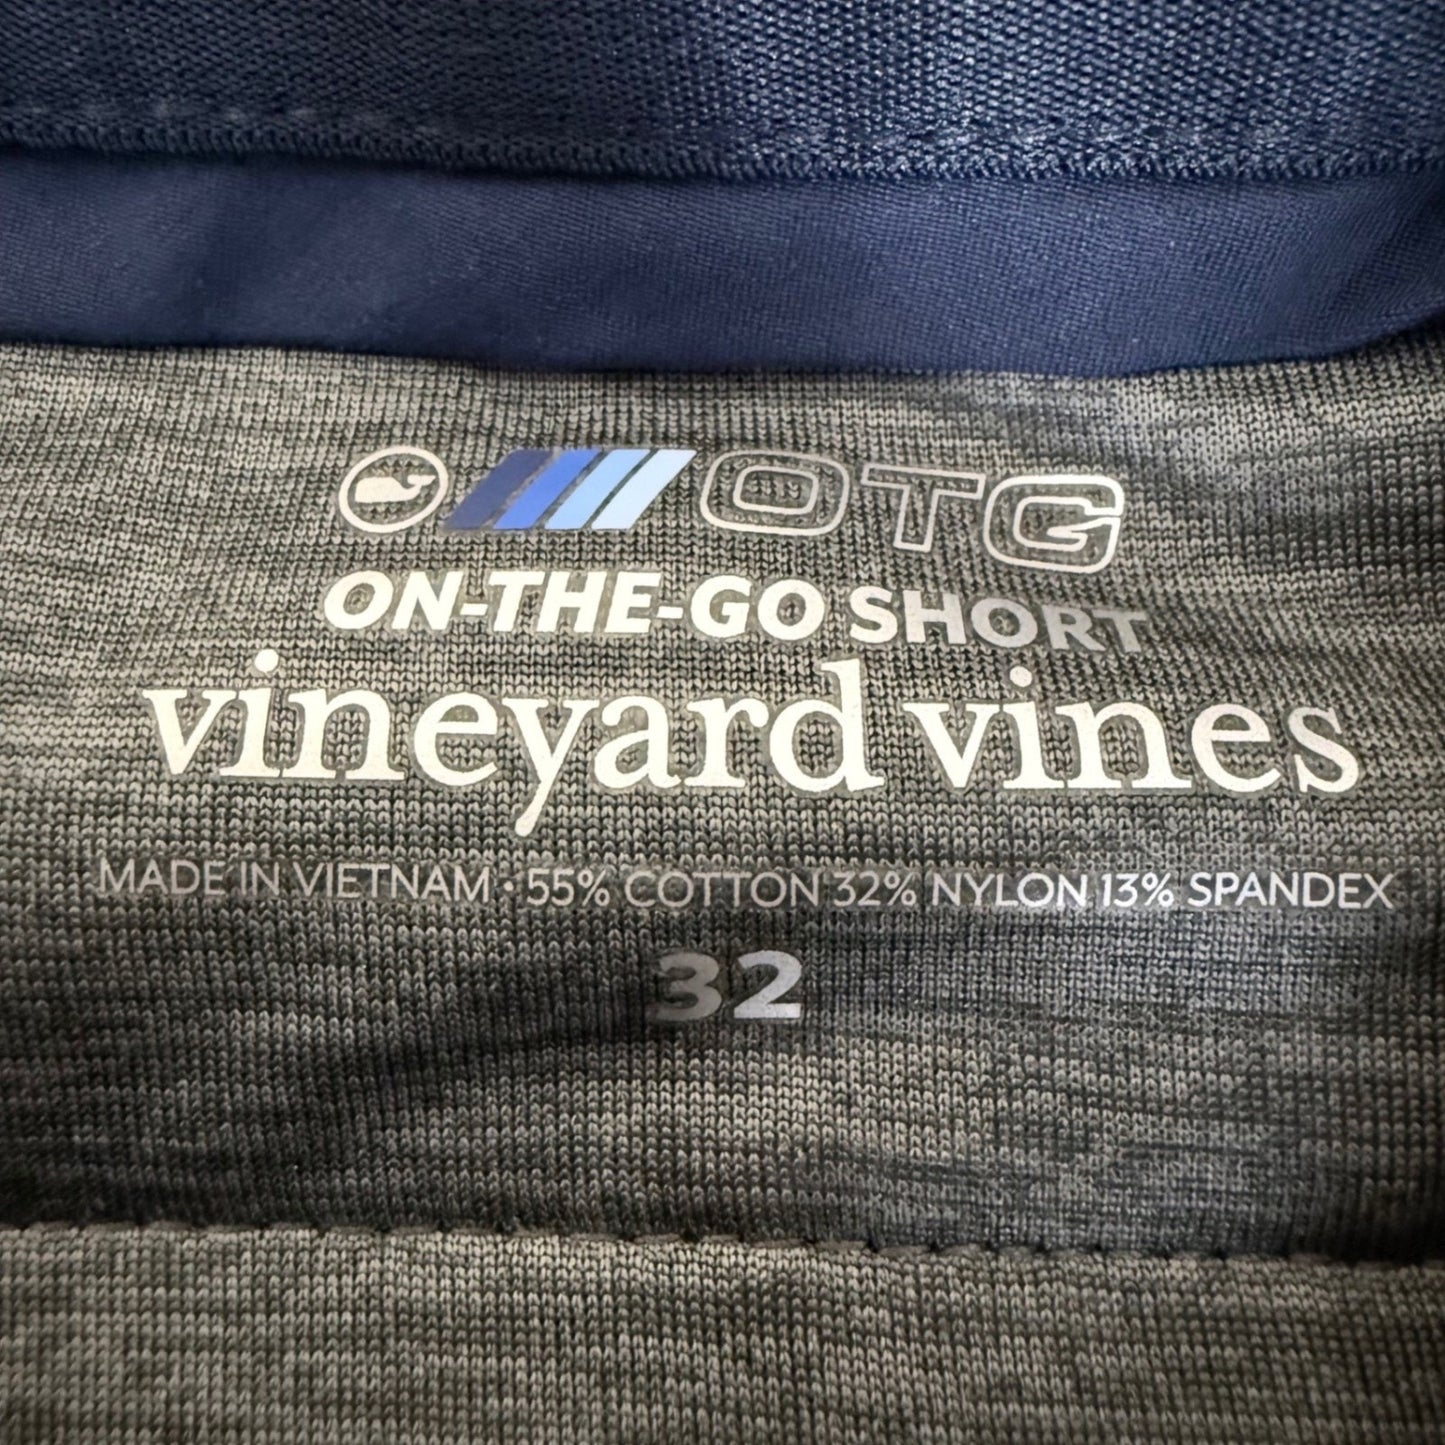 OTG
ON-THE-GO SHORT
vineyard vines
MADE IN VIETNAM • 55% COTTON 32% NYLON 13% SPANDEX
32